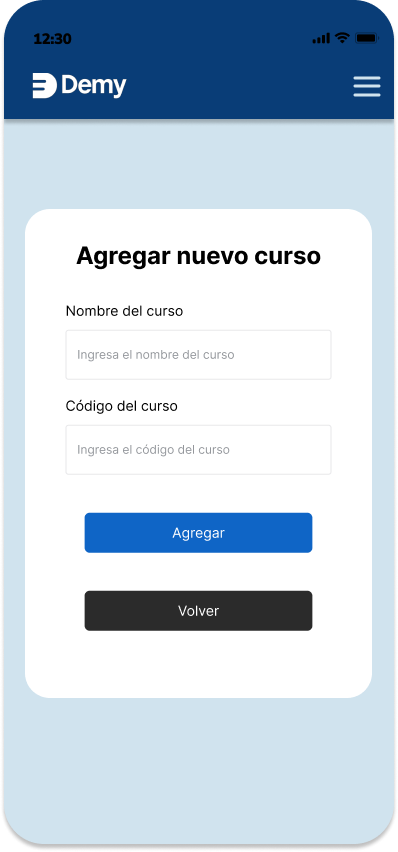 12:30
Demy
Agregar nuevo curso
Nombre del curso
Ingresa el nombre del curso
Código del curso
Ingresa el código del curso
Agregar
Volver